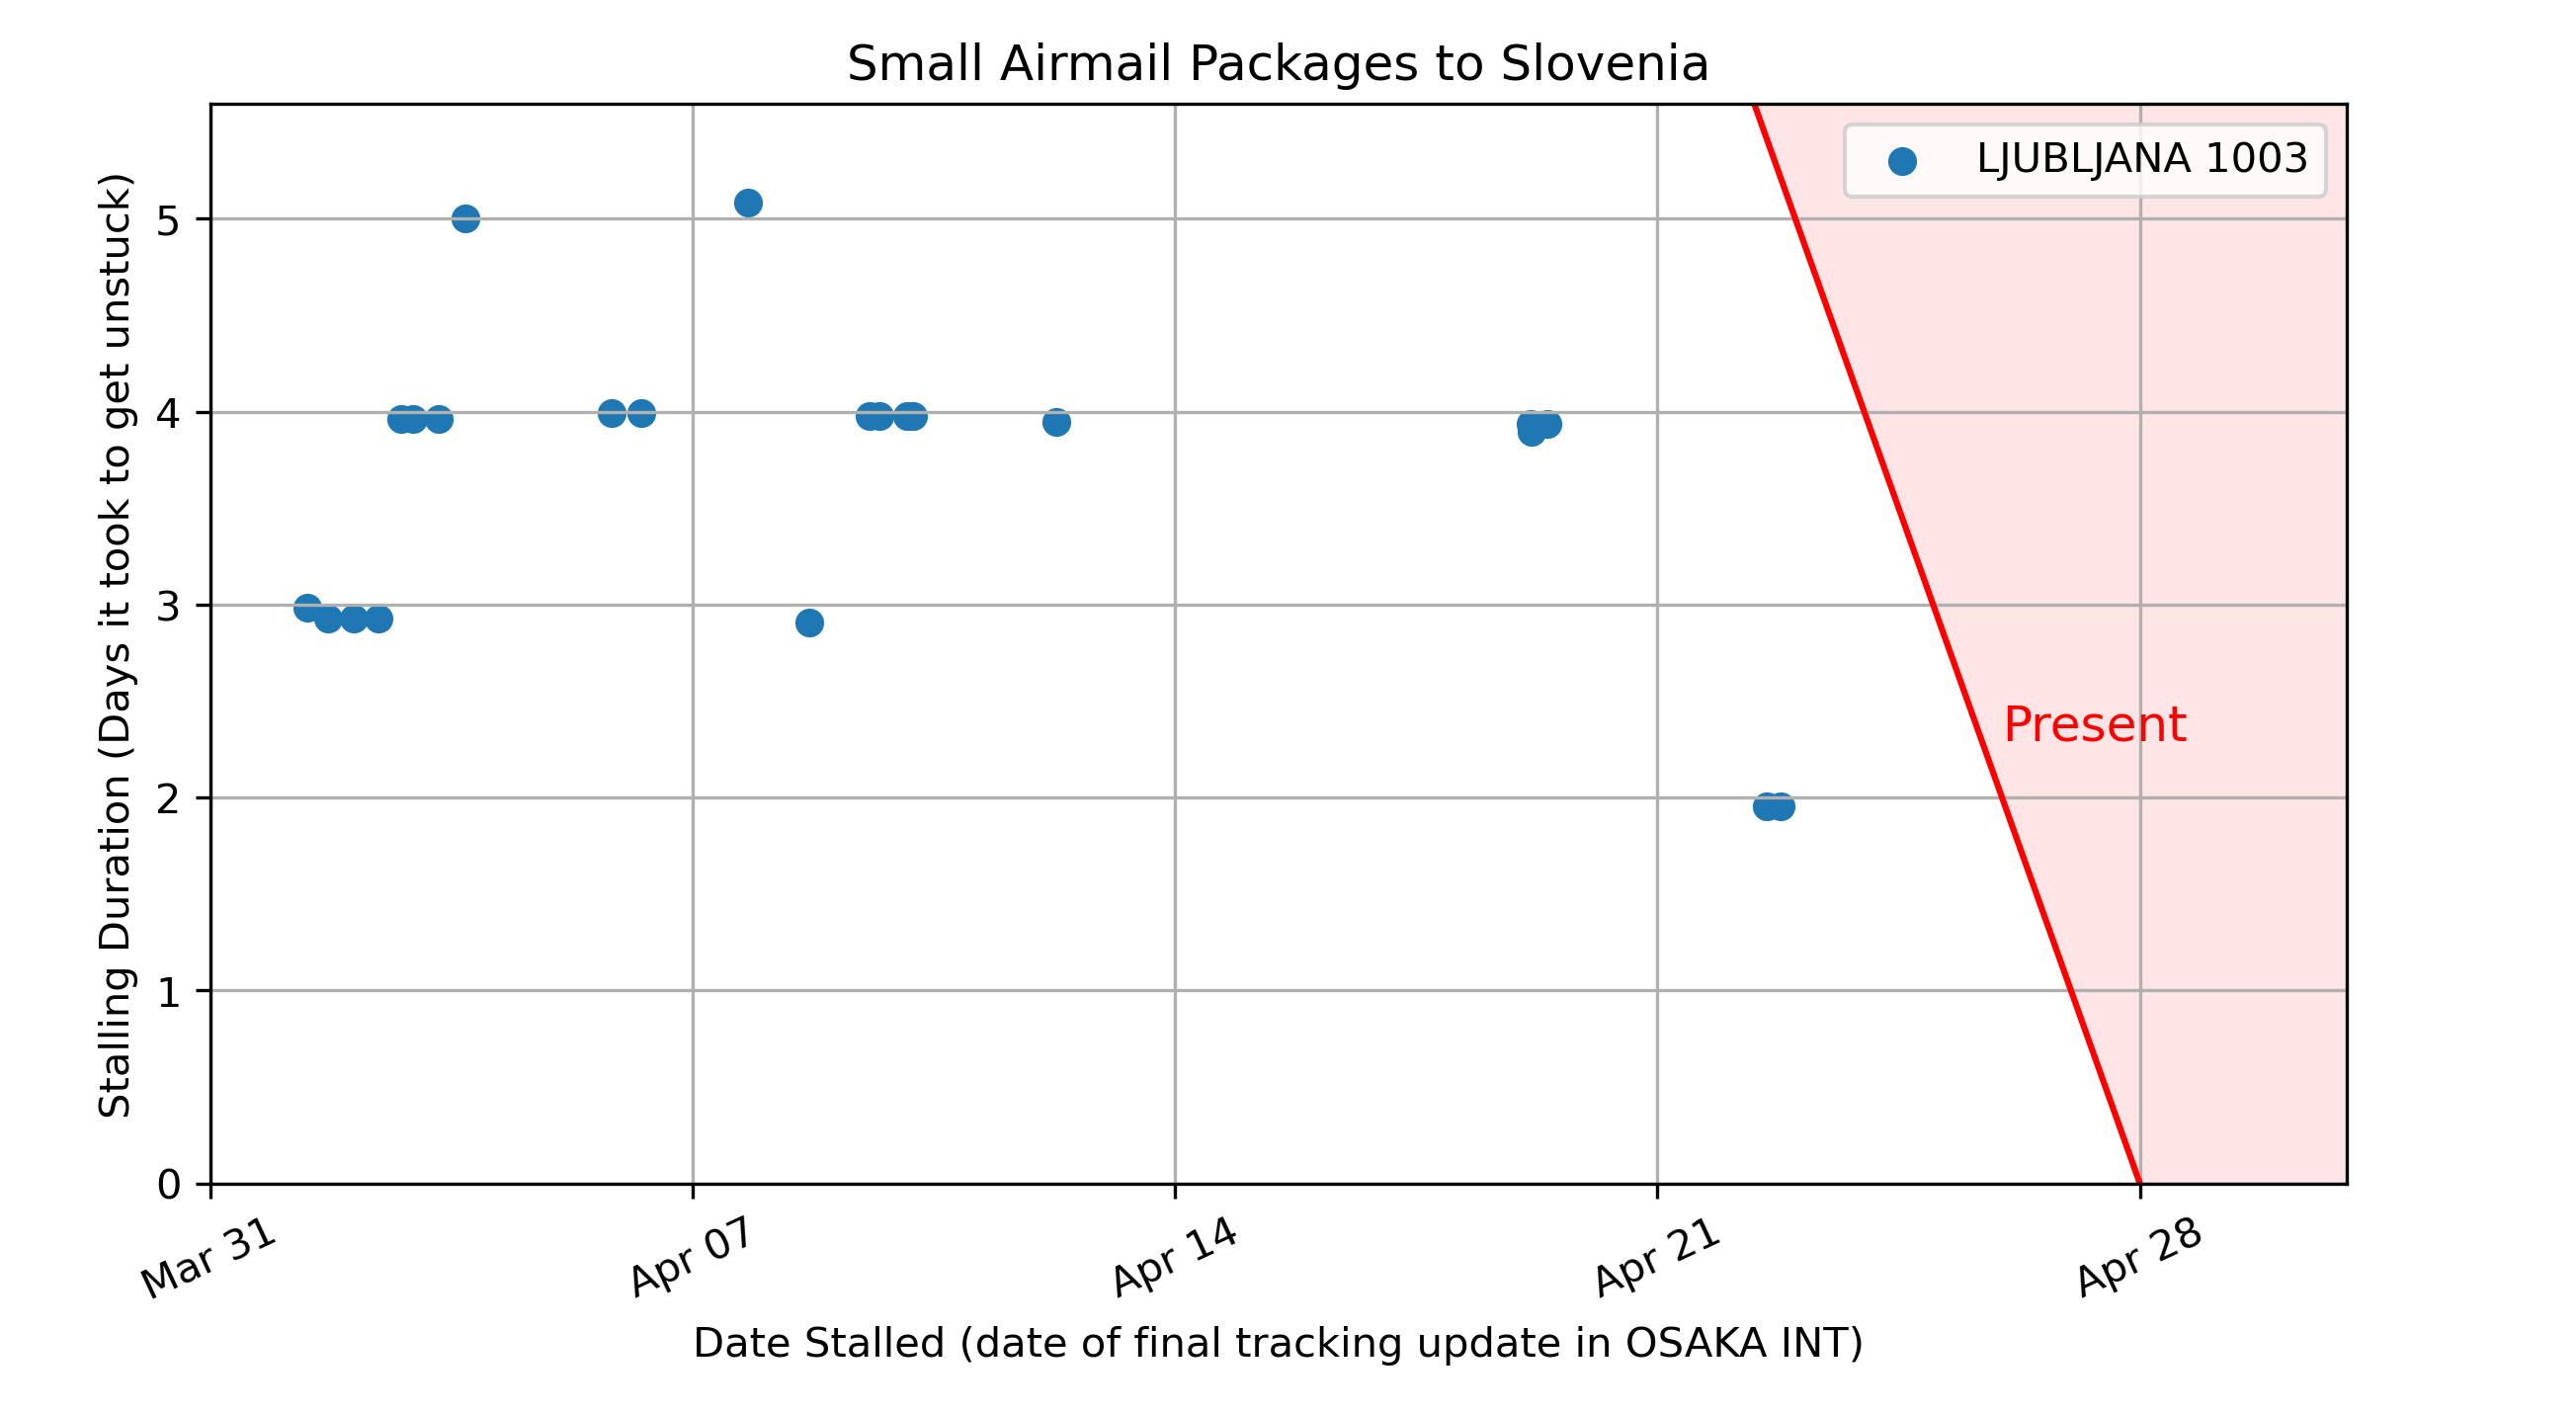 Small Airmail Packages to Slovenia
LJUBLJANA 1003
Stalling Duration (Days it took to get unstuck)
5
4
3
2
1
0
Present
Mar 31
Apr 07
Apr 14
Apr 21
Apr 28
Date Stalled (date of final tracking update in OSAKA INT)